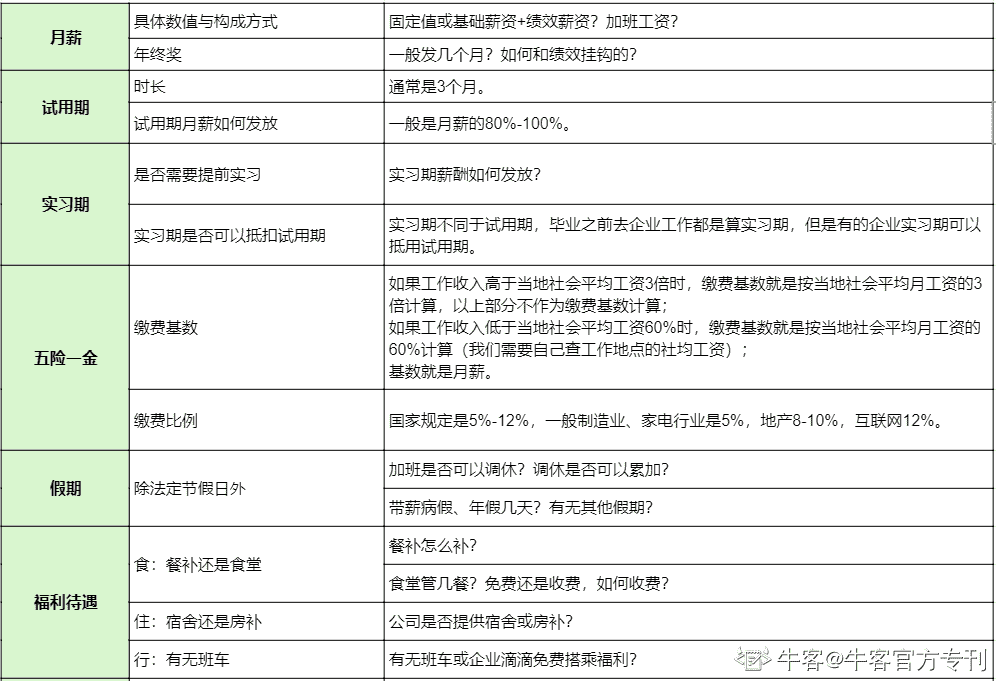 月薪
具体数值与构成方式
固定值或基础薪资+绩效薪资？加班工资？
年终奖
一般发几个月？如何和绩效挂钩的？
试用期
时长
通常是3个月。
试用期月薪如何发放
一般是月薪的80%-100%。
实习期
是否需要提前实习
实习期薪酬如何发放？
实习期是否可以抵扣试用期
实习期不同于试用期，毕业之前去企业工作都是算实习期，但是有的企业实习期可以
抵用试用期。
五险一金
缴费基数
如果工作收入高于当地社会平均工资3倍时，缴费基数就是按当地社会平均月工资的3
倍计算，以上部分不作为缴费基数计算；
如果工作收入低于当地社会平均工资60%时，缴费基数就是按当地社会平均月工资的
60%计算（我们需要自己查工作地点的社均工资）；
基数就是月薪。
缴费比例
国家规定是5%-12%，一般制造业、家电行业是5%，地产8-10%，互联网12%。
假期
除法定节假日外
加班是否可以调休？调休是否可以累加？
带薪病假、年假几天？有无其他假期？
福利待遇
食：餐补还是食堂
餐补怎么补？
食堂管几餐？免费还是收费，如何收费？
住：宿舍还是房补
公司是否提供宿舍或房补？
行：有无班车
有无班车或企业滴滴免费搭乘福利？
牛客@牛客官方专刊